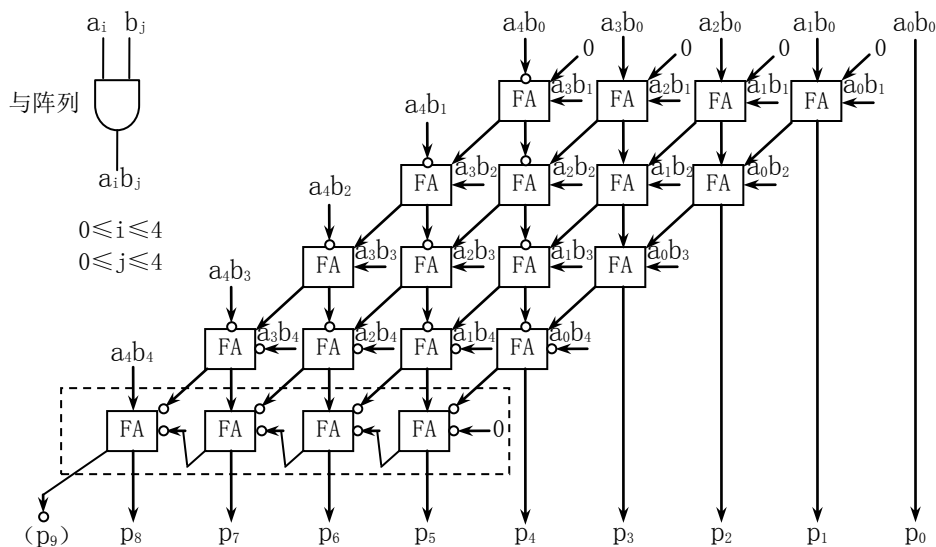 aᵢ bⱼ a₄b₀ a₃b₀ a₂b₀ a₁b₀ a₀b₀
0 0 0 0
与阵列 FA a₃b₁ FA a₂b₁ FA a₁b₁ FA a₀b₁
a₄b₁
aᵢbⱼ FA a₃b₂ FA a₂b₂ FA a₁b₂ FA a₀b₂
a₄b₂
0≤i≤4
0≤j≤4
FA a₃b₃ FA a₂b₃ FA a₁b₃ FA a₀b₃
a₄b₃
FA a₃b₄ FA a₂b₄ FA a₁b₄ FA a₀b₄
a₄b₄
FA FA FA FA 0
(p₉) p₈ p₇ p₆ p₅ p₄ p₃ p₂ p₁ p₀